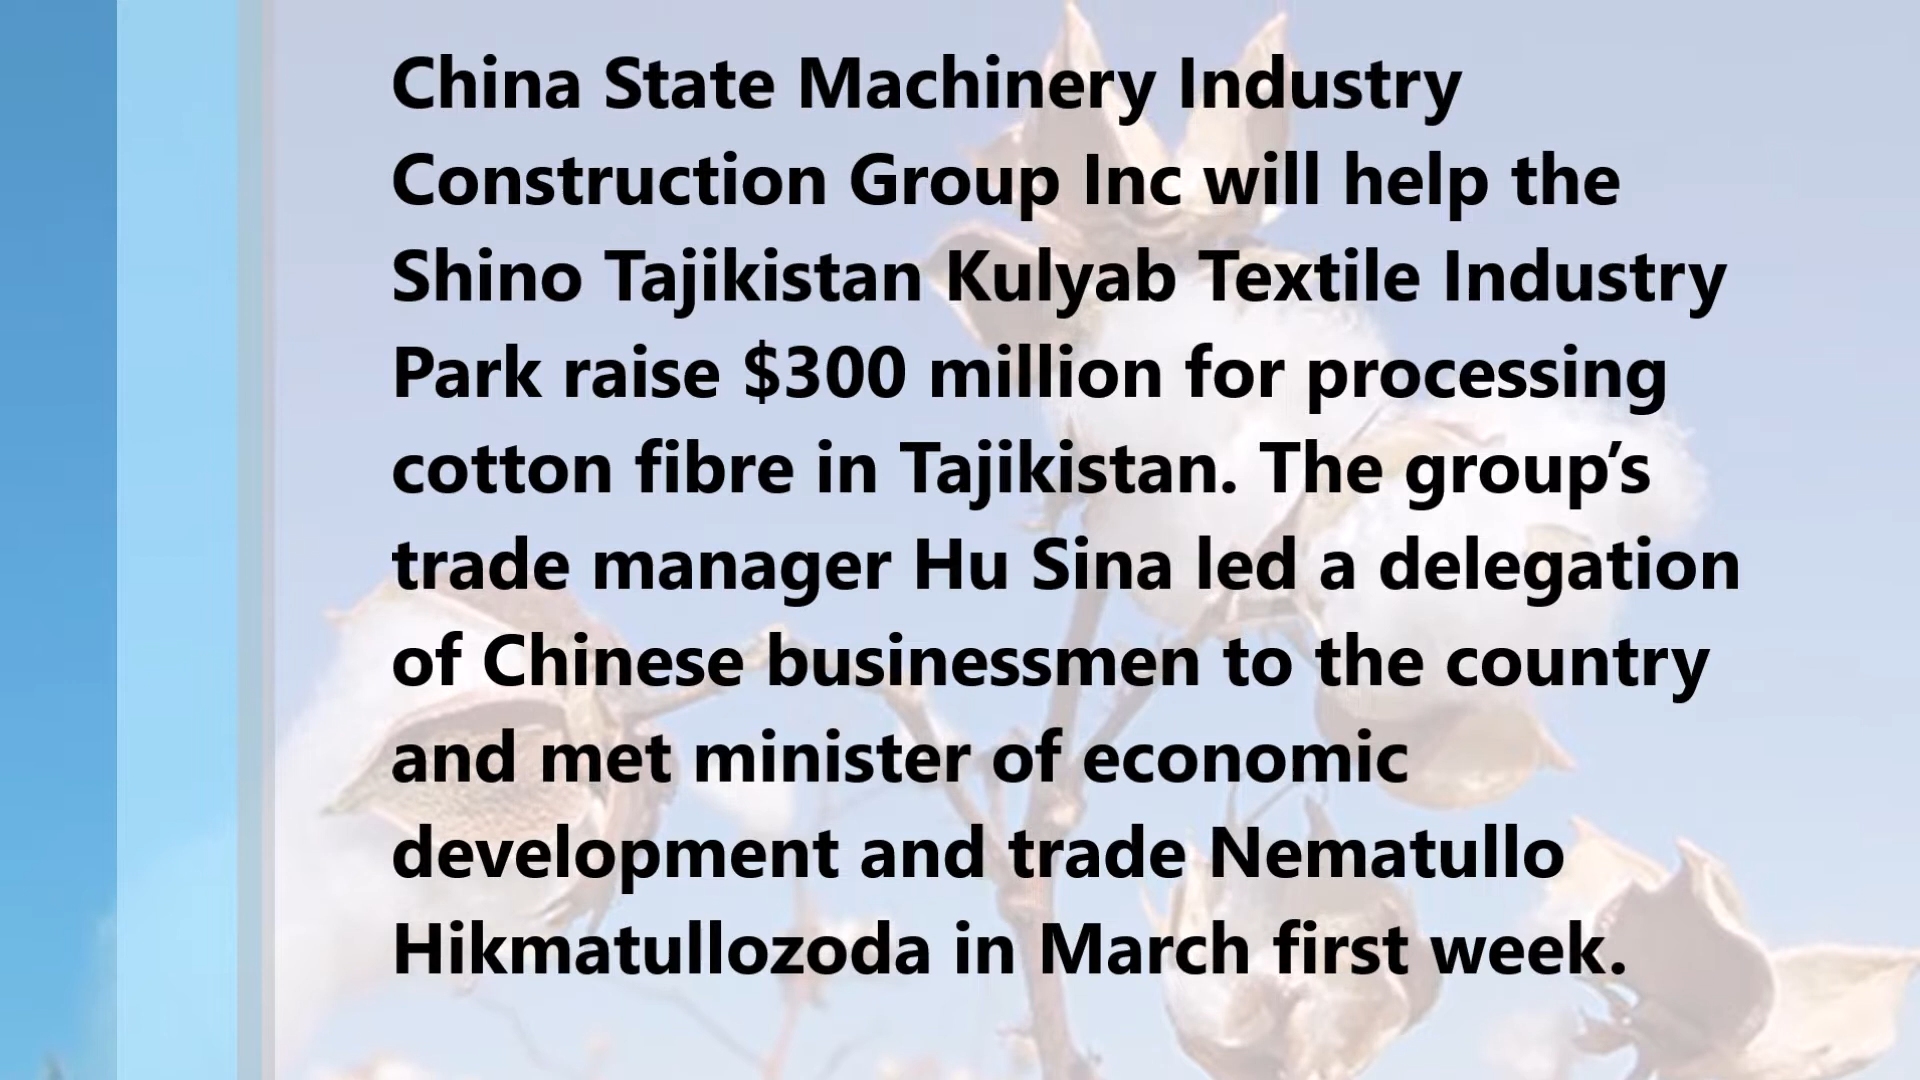 China State Machinery Industry
Construction Group Inc will help the
Shino Tajikistan Kulyab Textile Industry
Park raise $300 million for processing
cotton fibre in Tajikistan. The group’s
trade manager Hu Sina led a delegation
of Chinese businessmen to the country
and met minister of economic
development and trade Nematullo
Hikmatullozoda in March first week.